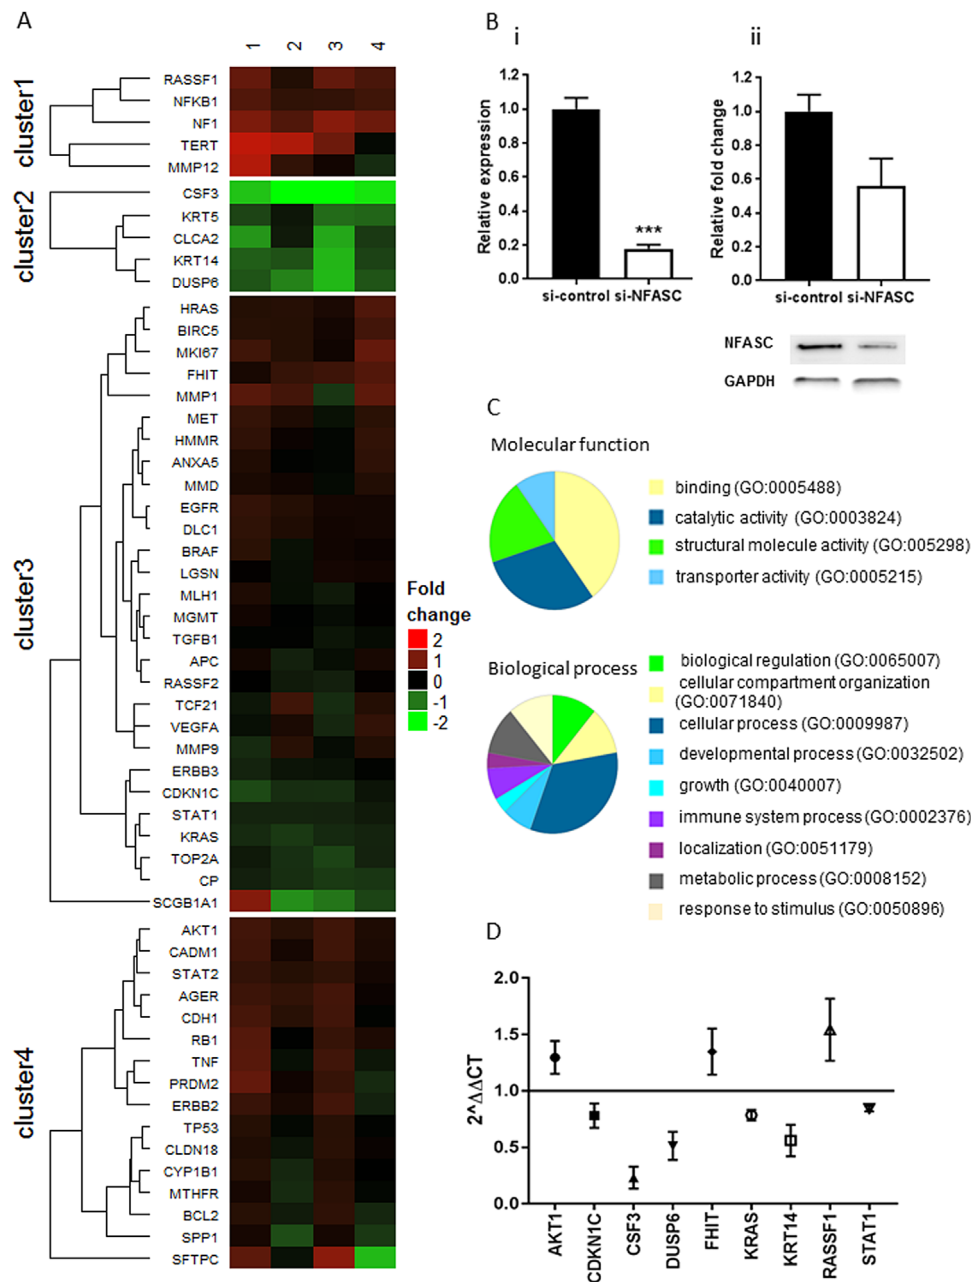 A
1 2 3 4
cluster1
RASSF1
NFKB1
NF1
TERT
MMP12
cluster2
CSF3
KRT5
CLCA2
KRT14
DUSP6
cluster3
HRAS
BIRC5
MKI67
FHIT
MMP1
MET
HMMR
ANXA5
MMD
EGFR
DLC1
BRAF
LGSN
MLH1
MGMT
TGFB1
APC
RASSF2
TCF21
VEGFA
MMP9
ERBB3
CDKN1C
STAT1
KRAS
TOP2A
CP
SCGB1A1
cluster4
AKT1
CADM1
STAT2
AGER
CDH1
RB1
TNF
PRDM2
ERBB2
TP53
CLDN18
CYP1B1
MTHFR
BCL2
SPP1
SFTPC
Fold
change
2
1
0
-1
-2
B
i
Relative expression
1.2
1.0
0.8
0.6
0.4
0.2
0.0
***
si-control si-NFASC
ii
Relative fold change
1.2
1.0
0.8
0.6
0.4
0.2
0.0
si-control si-NFASC
NFASC
GAPDH
C
Molecular function
binding (GO:0005488)
catalytic activity (GO:0003824)
structural molecule activity (GO:005298)
transporter activity (GO:0005215)
Biological process
biological regulation (GO:0065007)
cellular compartment organization
(GO:0071840)
cellular process (GO:0009987)
developmental process (GO:0032502)
growth (GO:0040007)
immune system process (GO:0002376)
localization (GO:0051179)
metabolic process (GO:0008152)
response to stimulus (GO:0050896)
D
2^ΔΔCT
2.0
1.5
1.0
0.5
0.0
AKT1
CDKN1C
CSF3
DUSP6
FHIT
KRAS
KRT14
RASSF1
STAT1